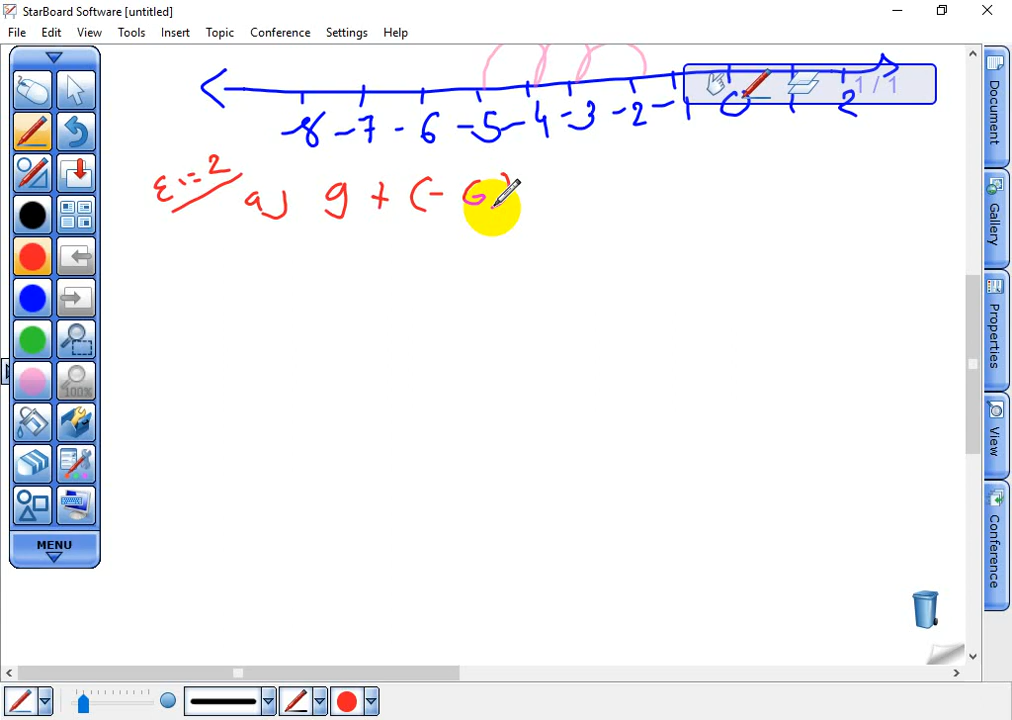 StarBoard Software [untitled]
File Edit View Tools Insert Topic Conference Settings Help
1 / 1
-8 -7 -6 -5 -4 -3 -2 -1 0 1 2
a) 9 + (- 6)
100%
MENU
Document
Gallery
Properties
View
Conference